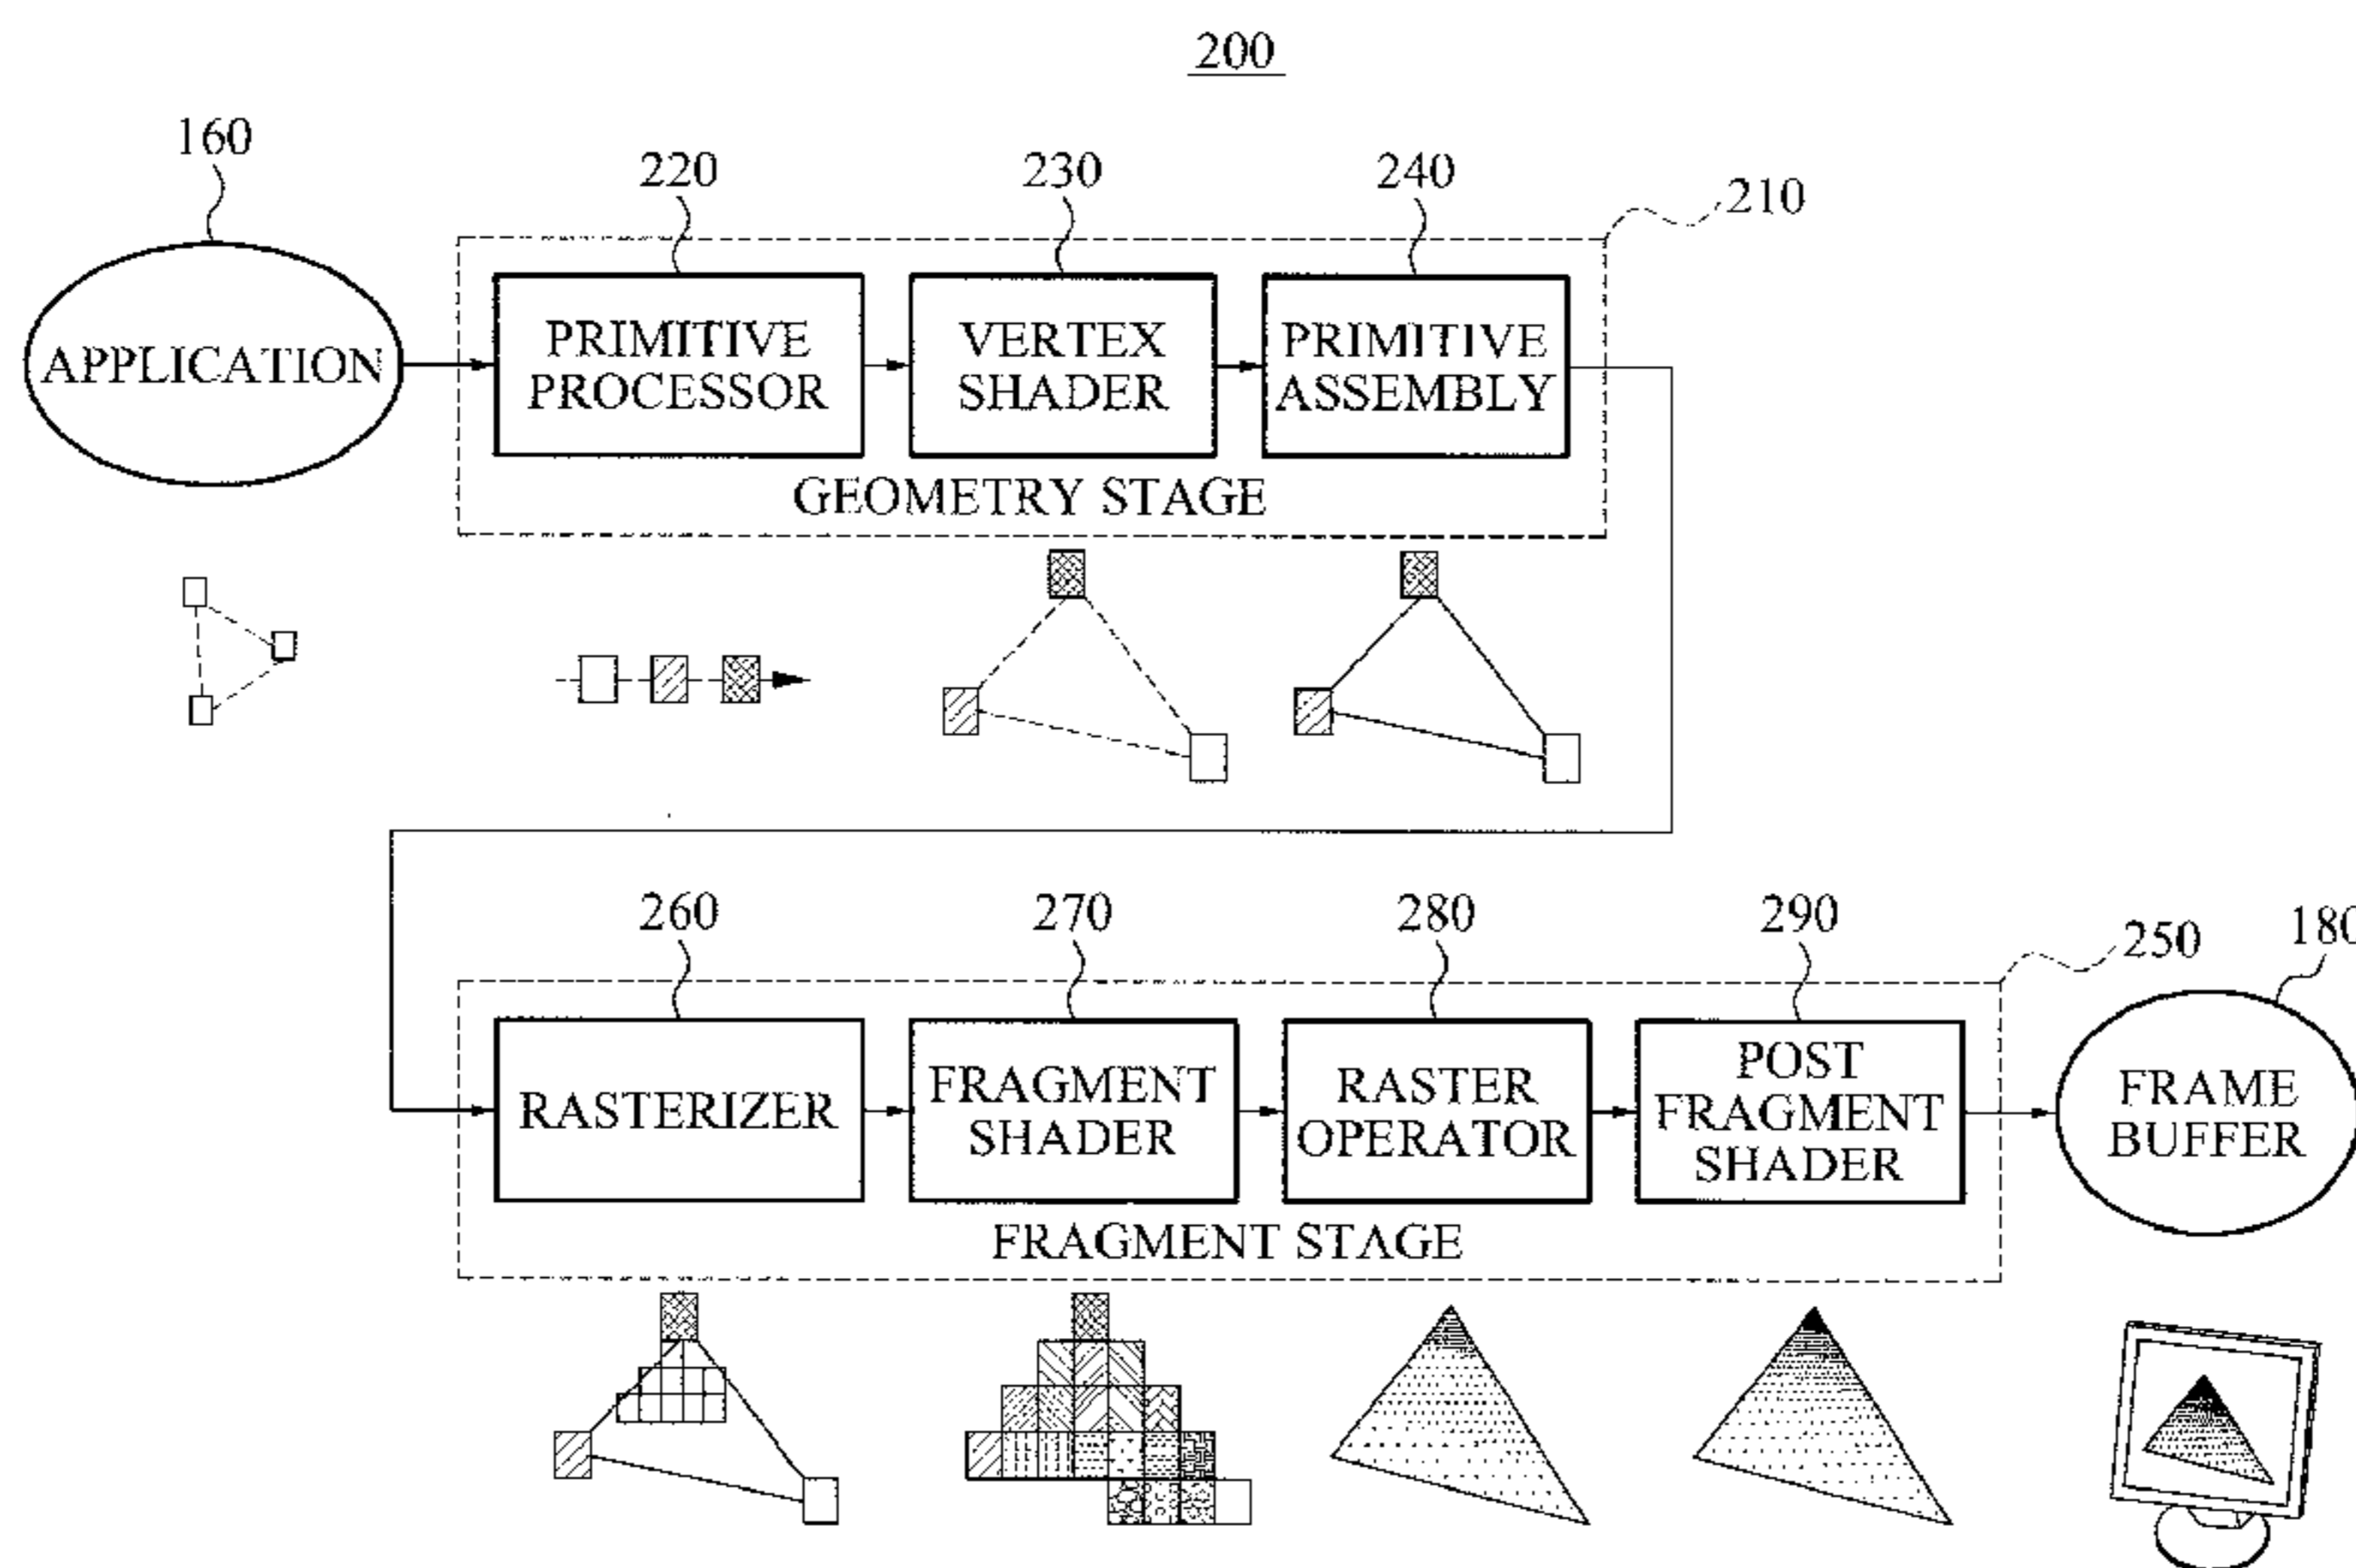 200
160
220
230
240
210
APPLICATION
PRIMITIVE
PROCESSOR
VERTEX
SHADER
PRIMITIVE
ASSEMBLY
GEOMETRY STAGE
260
270
280
290
250
180
RASTERIZER
FRAGMENT
SHADER
RASTER
OPERATOR
POST
FRAGMENT
SHADER
FRAME
BUFFER
FRAGMENT STAGE